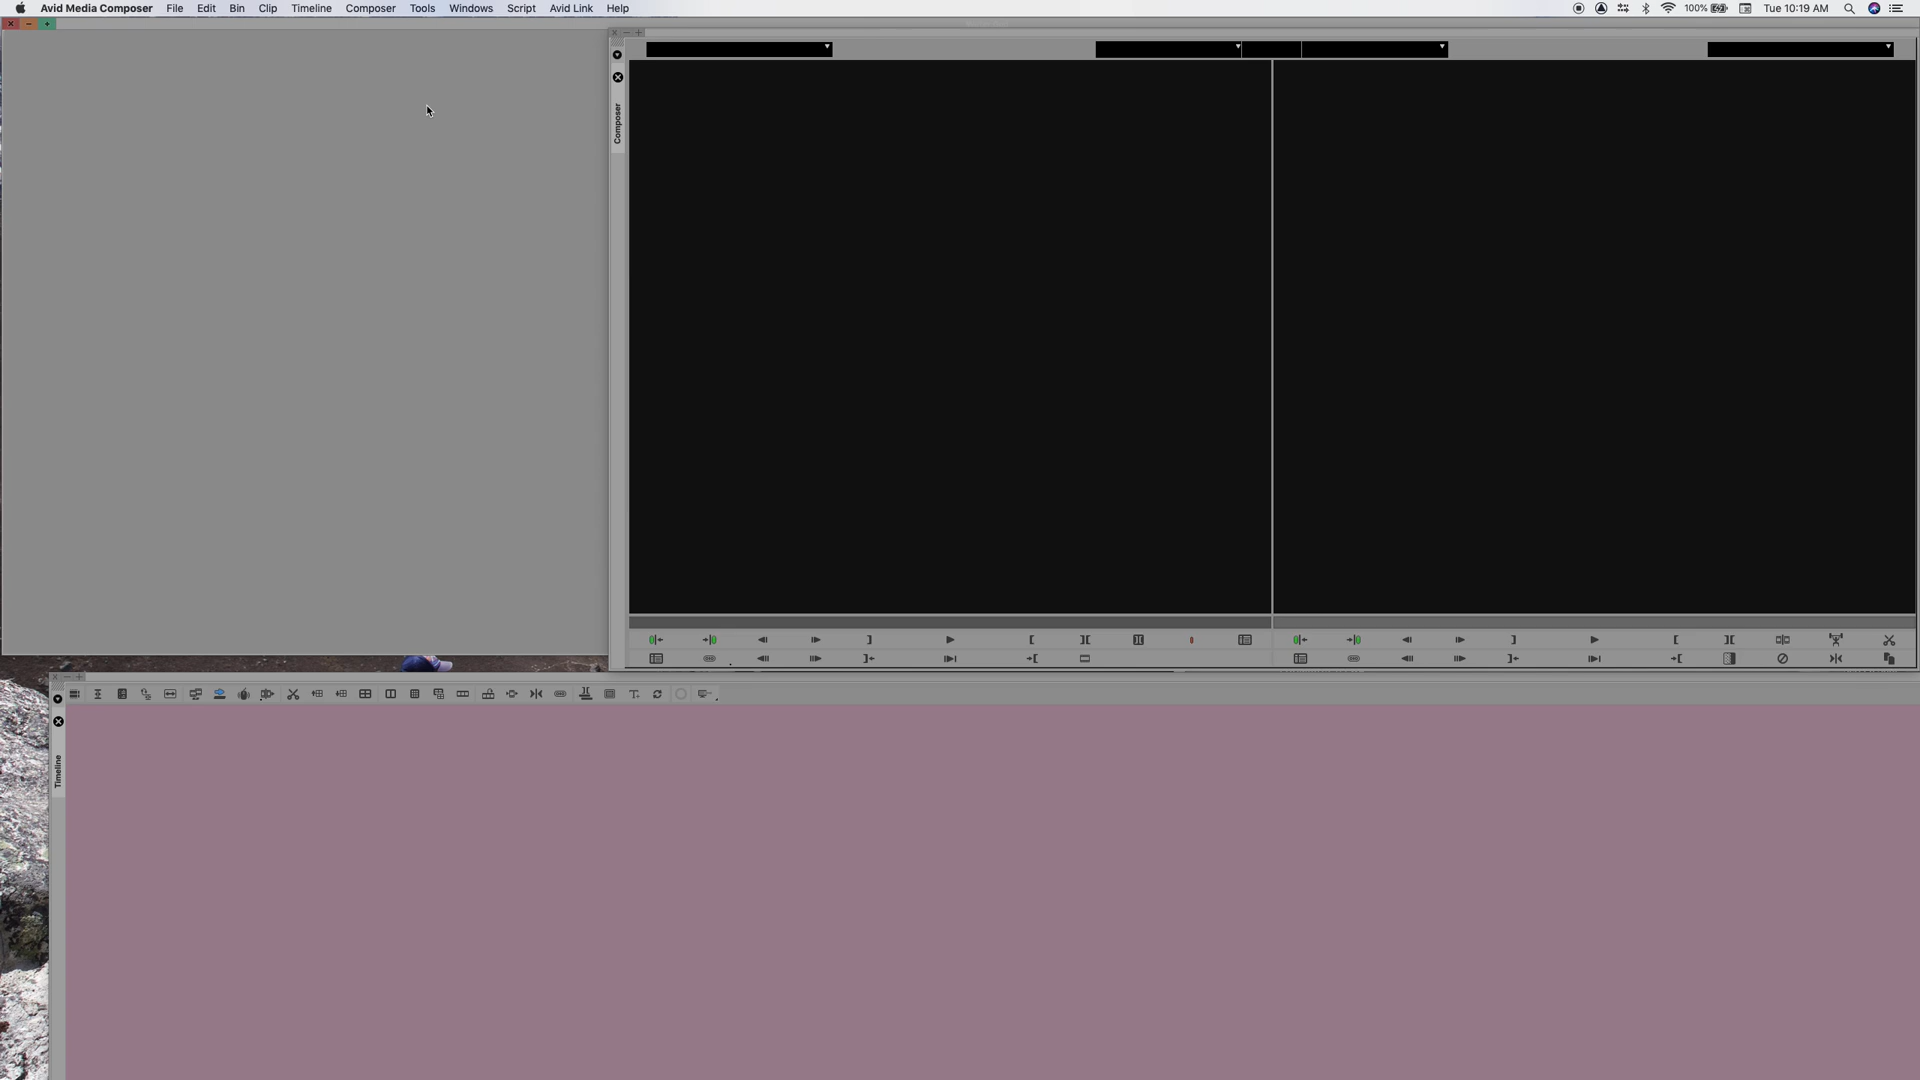 Avid Media Composer File Edit Bin Clip Timeline Composer Tools Windows Script Avid Link Help 100% Tue 10:19 AM
Composer
Timeline